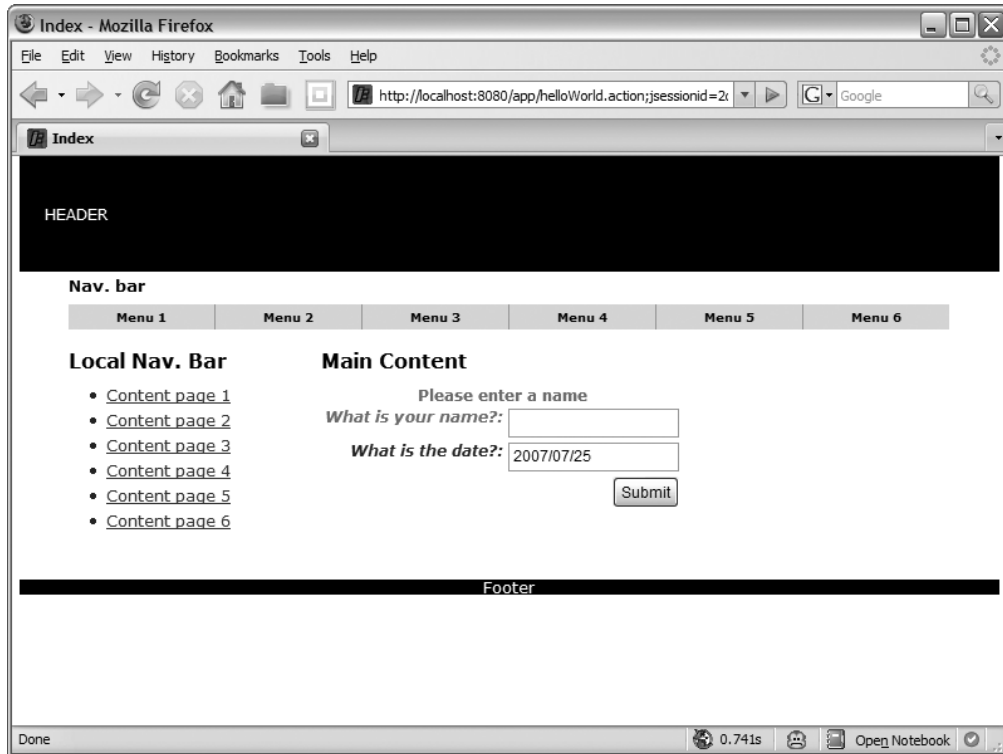 Index - Mozilla Firefox
File Edit View History Bookmarks Tools Help
http://localhost:8080/app/helloWorld.action;jsessionid=2 G Google
Index
HEADER
Nav. bar
Menu 1 Menu 2 Menu 3 Menu 4 Menu 5 Menu 6
Local Nav. Bar
Content page 1
Content page 2
Content page 3
Content page 4
Content page 5
Content page 6
Main Content
Please enter a name
What is your name?:
What is the date?: 2007/07/25
Submit
Footer
Done 0.741s Open Notebook